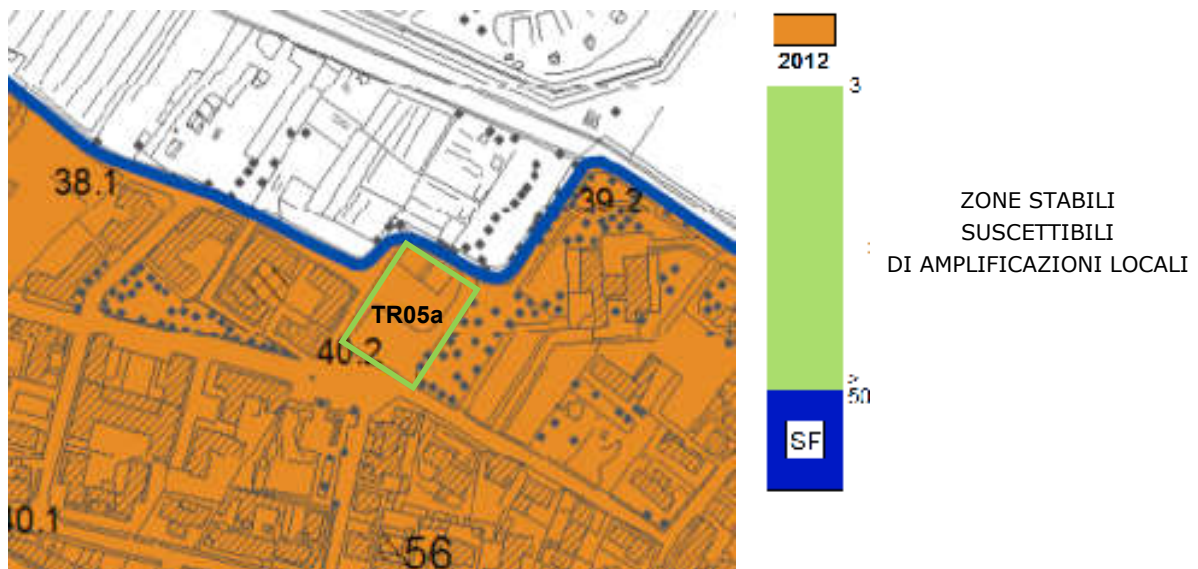 38.1
39.2
TR05a
40.2
40.1
56
2012
3
50
SF
ZONE STABILI
SUSCETTIBILI
DI AMPLIFICAZIONI LOCALI